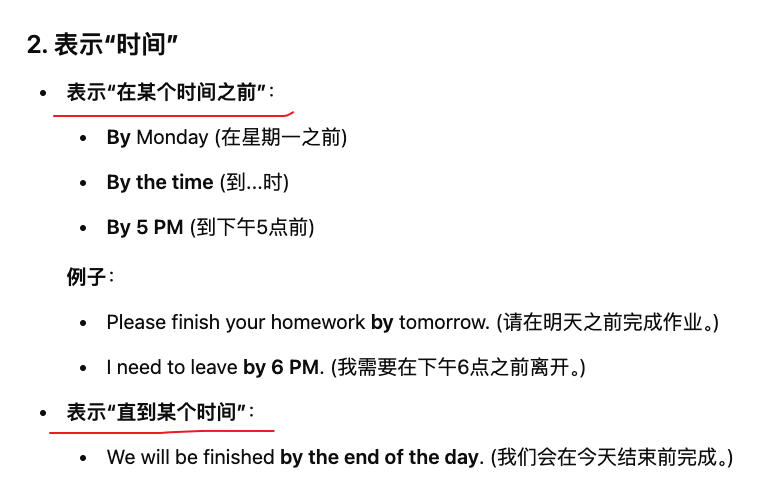 2. 表示“时间”
• 表示“在某个时间之前”：
• By Monday (在星期一之前)
• By the time (到...时)
• By 5 PM (到下午5点前)
例子：
• Please finish your homework by tomorrow. (请在明天之前完成作业。)
• I need to leave by 6 PM. (我需要在下午6点之前离开。)
• 表示“直到某个时间”：
• We will be finished by the end of the day. (我们会在今天结束前完成。)